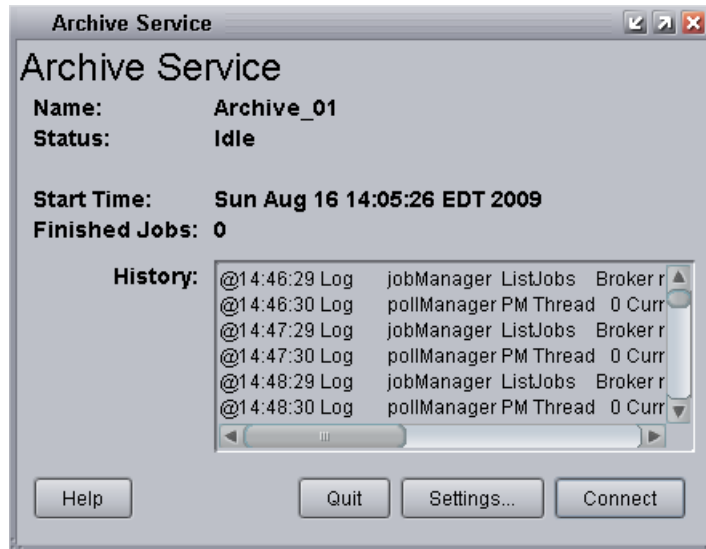 Archive Service
Archive Service
Name: Archive_01
Status: Idle
Start Time: Sun Aug 16 14:05:26 EDT 2009
Finished Jobs: 0
History:
@14:46:29 Log jobManager ListJobs Broker r
@14:46:30 Log pollManager PM Thread 0 Curr
@14:47:29 Log jobManager ListJobs Broker r
@14:47:30 Log pollManager PM Thread 0 Curr
@14:48:29 Log jobManager ListJobs Broker r
@14:48:30 Log pollManager PM Thread 0 Curr
Help Quit Settings... Connect